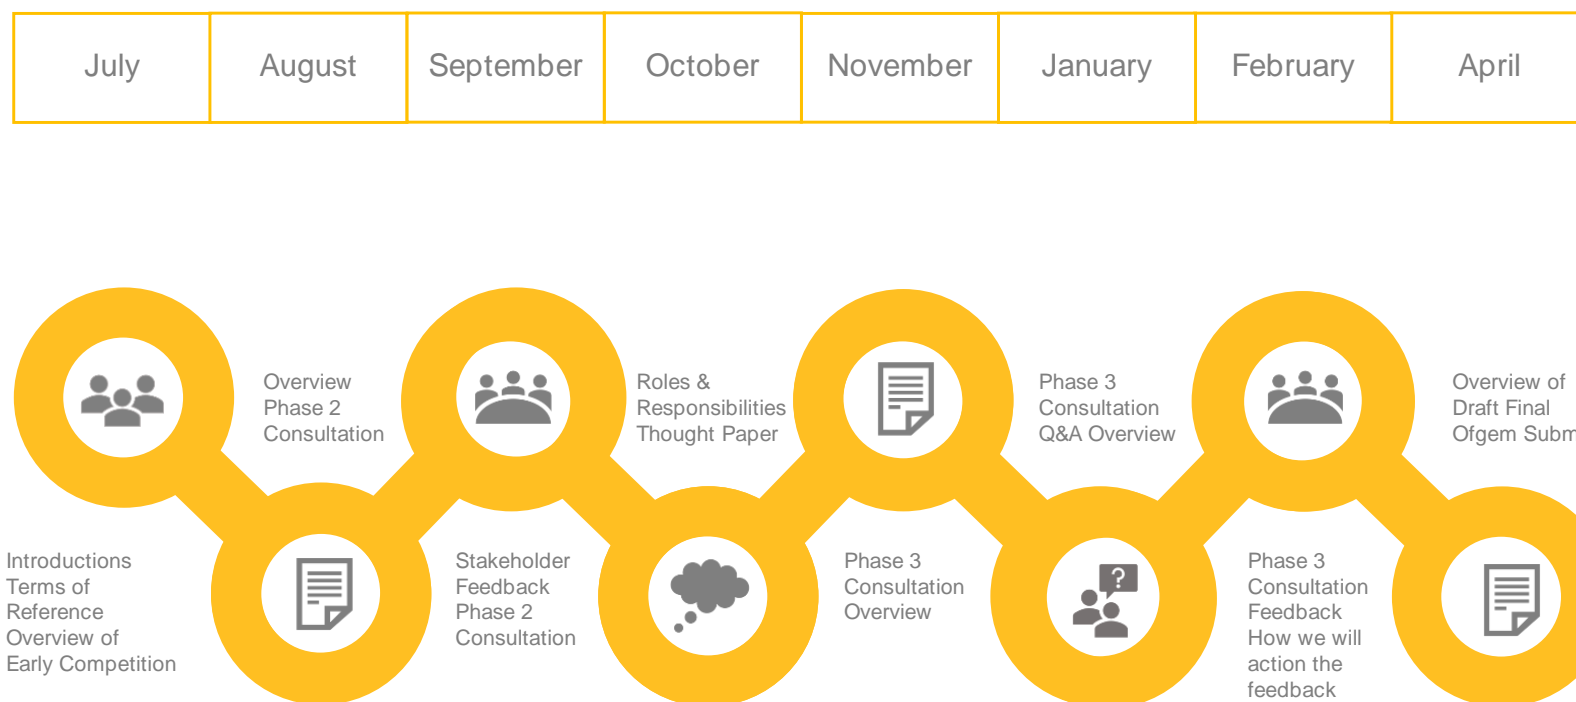 July
August
September
October
November
January
February
April
Overview
Phase 2
Consultation
Roles &
Responsibilities
Thought Paper
Phase 3
Consultation
Q&A Overview
Overview of
Draft Final
Ofgem Subm
?
Introductions
Terms of
Reference
Overview of
Early Competition
Stakeholder
Feedback
Phase 2
Consultation
Phase 3
Consultation
Overview
Phase 3
Consultation
Feedback
How we will
action the
feedback